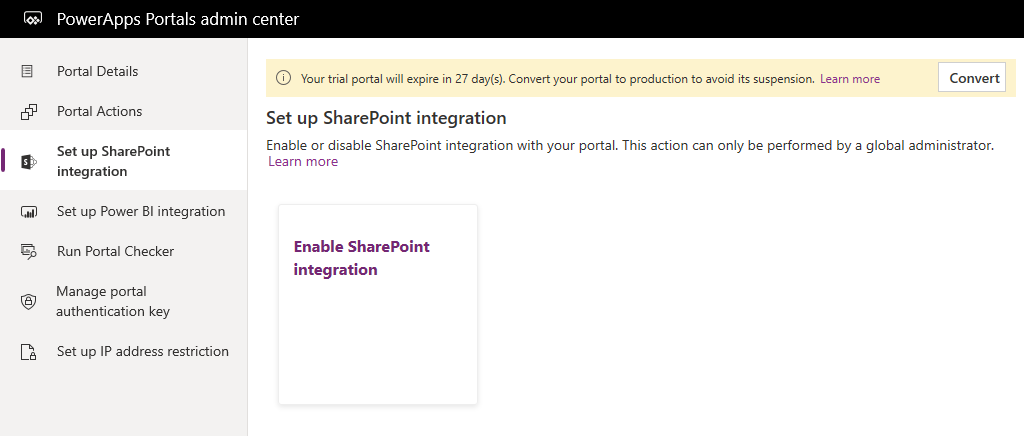 PowerApps Portals admin center
Portal Details
Portal Actions
Set up SharePoint
integration
Set up Power BI integration
Run Portal Checker
Manage portal
authentication key
Set up IP address restriction
Your trial portal will expire in 27 day(s). Convert your portal to production to avoid its suspension. Learn more
Convert
Set up SharePoint integration
Enable or disable SharePoint integration with your portal. This action can only be performed by a global administrator.
Learn more
Enable SharePoint
integration